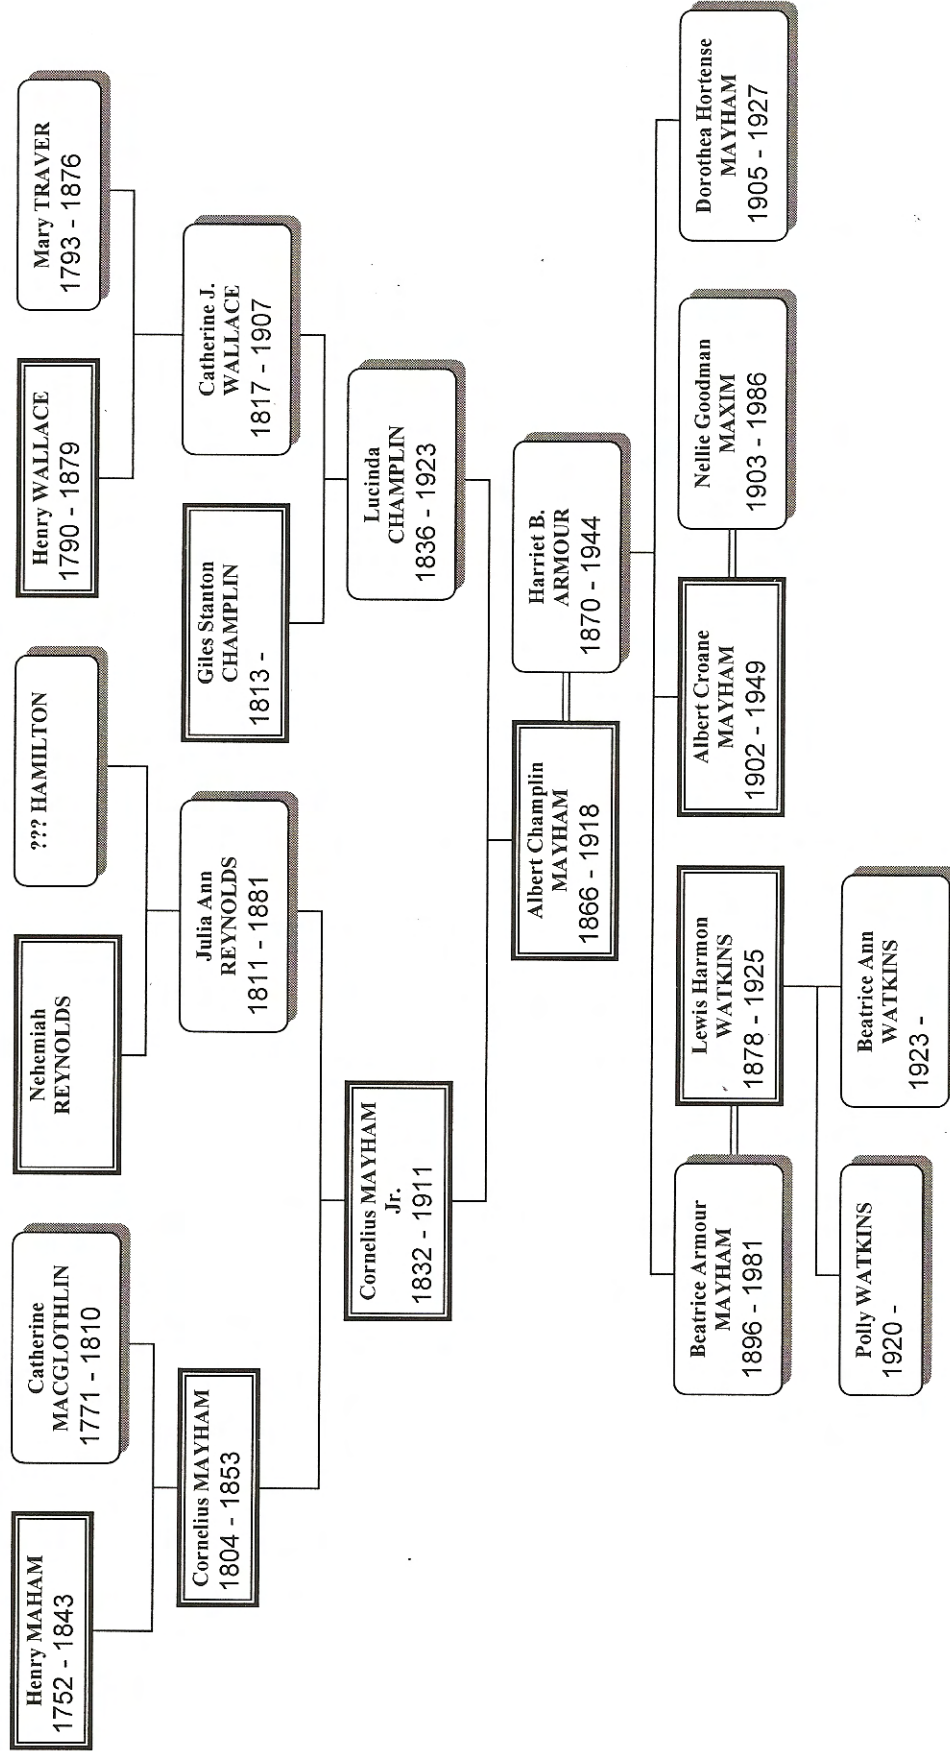 Henry MAHAM
1752 - 1843
Catherine
MACGLOTHLIN
1771 - 1810
Nehemiah
REYNOLDS
??? HAMILTON
Henry WALLACE
1790 - 1879
Mary TRAVER
1793 - 1876
Cornelius MAYHAM
1804 - 1853
Julia Ann
REYNOLDS
1811 - 1881
Giles Stanton
CHAMPLIN
1813 -
Catherine J.
WALLACE
1817 - 1907
Cornelius MAYHAM
Jr.
1832 - 1911
Lucinda
CHAMPLIN
1836 - 1923
Albert Champlin
MAYHAM
1866 - 1918
Harriet B.
ARMOUR
1870 - 1944
Beatrice Armour
MAYHAM
1896 - 1981
Lewis Harmon
WATKINS
1878 - 1925
Albert Croane
MAYHAM
1902 - 1949
Nellie Goodman
MAXIM
1903 - 1986
Dorothea Hortense
MAYHAM
1905 - 1927
Polly WATKINS
1920 -
Beatrice Ann
WATKINS
1923 -